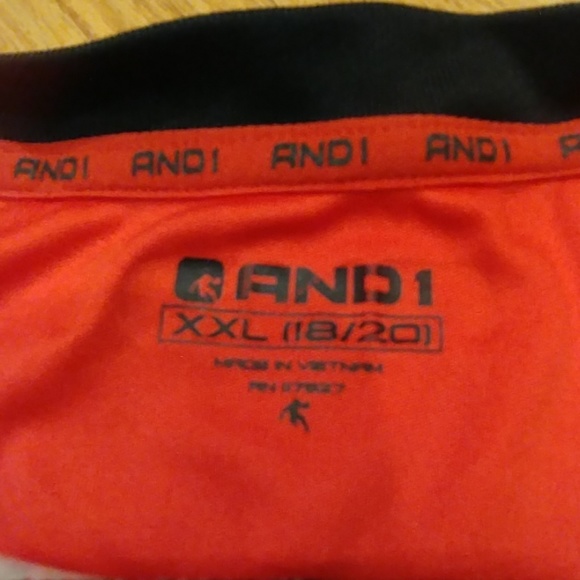 AND1 AND1 AND1 AND1
AND1
XXL (18/20)
MADE IN VIETNAM